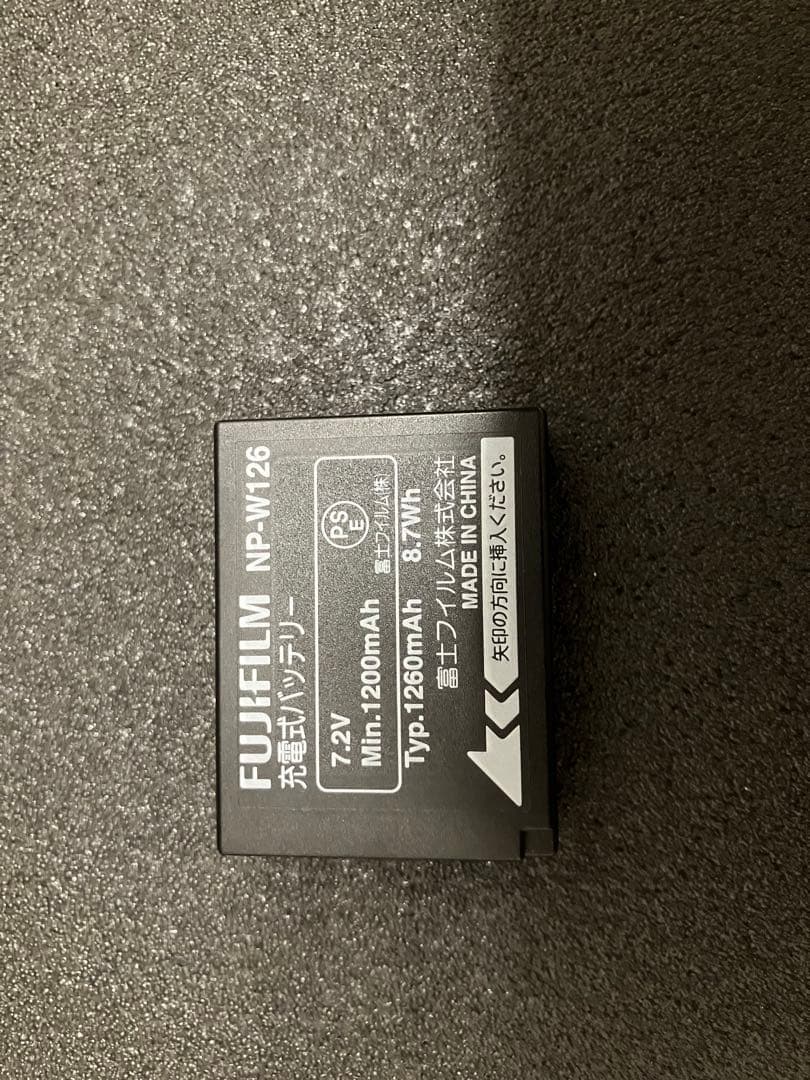 FUJIFILM NP-W126
充電式バッテリー
7.2V
PS
E
Min.1200mAh 富士フイルム(株)
Typ.1260mAh 8.7Wh
富士フイルム株式会社
MADE IN CHINA
矢印の方向に挿入ください。